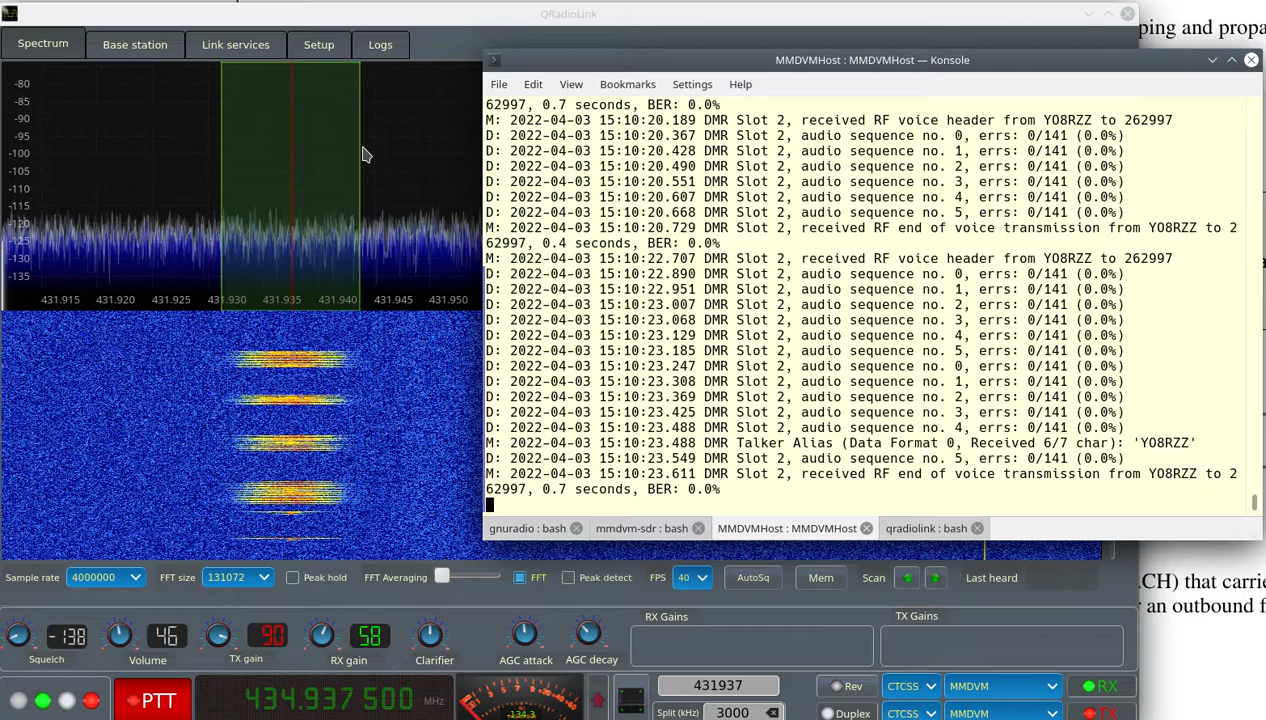 QRadioLink
ping and propa
Spectrum Base station Link services Setup Logs
MMDVMHost : MMDVMHost — Konsole
File Edit View Bookmarks Settings Help
-80
-85
-90
-95
-100
-105
-110
-115
-120
-125
-130
-135
431.915 431.920 431.925 431.930 431.935 431.940 431.945 431.950
62997, 0.7 seconds, BER: 0.0%
M: 2022-04-03 15:10:20.189 DMR Slot 2, received RF voice header from YO8RZZ to 262997
D: 2022-04-03 15:10:20.367 DMR Slot 2, audio sequence no. 0, errs: 0/141 (0.0%)
D: 2022-04-03 15:10:20.428 DMR Slot 2, audio sequence no. 1, errs: 0/141 (0.0%)
D: 2022-04-03 15:10:20.490 DMR Slot 2, audio sequence no. 2, errs: 0/141 (0.0%)
D: 2022-04-03 15:10:20.551 DMR Slot 2, audio sequence no. 3, errs: 0/141 (0.0%)
D: 2022-04-03 15:10:20.607 DMR Slot 2, audio sequence no. 4, errs: 0/141 (0.0%)
D: 2022-04-03 15:10:20.668 DMR Slot 2, audio sequence no. 5, errs: 0/141 (0.0%)
M: 2022-04-03 15:10:20.729 DMR Slot 2, received RF end of voice transmission from YO8RZZ to 2
62997, 0.4 seconds, BER: 0.0%
M: 2022-04-03 15:10:22.707 DMR Slot 2, received RF voice header from YO8RZZ to 262997
D: 2022-04-03 15:10:22.890 DMR Slot 2, audio sequence no. 0, errs: 0/141 (0.0%)
D: 2022-04-03 15:10:22.951 DMR Slot 2, audio sequence no. 1, errs: 0/141 (0.0%)
D: 2022-04-03 15:10:23.007 DMR Slot 2, audio sequence no. 2, errs: 0/141 (0.0%)
D: 2022-04-03 15:10:23.068 DMR Slot 2, audio sequence no. 3, errs: 0/141 (0.0%)
D: 2022-04-03 15:10:23.129 DMR Slot 2, audio sequence no. 4, errs: 0/141 (0.0%)
D: 2022-04-03 15:10:23.185 DMR Slot 2, audio sequence no. 5, errs: 0/141 (0.0%)
D: 2022-04-03 15:10:23.247 DMR Slot 2, audio sequence no. 0, errs: 0/141 (0.0%)
D: 2022-04-03 15:10:23.308 DMR Slot 2, audio sequence no. 1, errs: 0/141 (0.0%)
D: 2022-04-03 15:10:23.369 DMR Slot 2, audio sequence no. 2, errs: 0/141 (0.0%)
D: 2022-04-03 15:10:23.425 DMR Slot 2, audio sequence no. 3, errs: 0/141 (0.0%)
D: 2022-04-03 15:10:23.488 DMR Slot 2, audio sequence no. 4, errs: 0/141 (0.0%)
M: 2022-04-03 15:10:23.488 DMR Talker Alias (Data Format 0, Received 6/7 char): 'YO8RZZ'
D: 2022-04-03 15:10:23.549 DMR Slot 2, audio sequence no. 5, errs: 0/141 (0.0%)
M: 2022-04-03 15:10:23.611 DMR Slot 2, received RF end of voice transmission from YO8RZZ to 2
62997, 0.7 seconds, BER: 0.0%
gnuradio : bash mmdvm-sdr : bash MMDVMHost : MMDVMHost qradiolink : bash
Sample rate 4000000 FFT size 131072 Peak hold FFT Averaging FFT Peak detect FPS 40 AutoSq Mem Scan Last heard
CH) that carrie
r an outbound f
-138 46 90 58
Squelch Volume TX gain RX gain Clarifier AGC attack AGC decay
RX Gains TX Gains
PTT 434.937 500 MHz
-134.3
431937 Rev CTCSS MMDVM RX
Split (kHz) 3000 Duplex CTCSS MMDVM TX